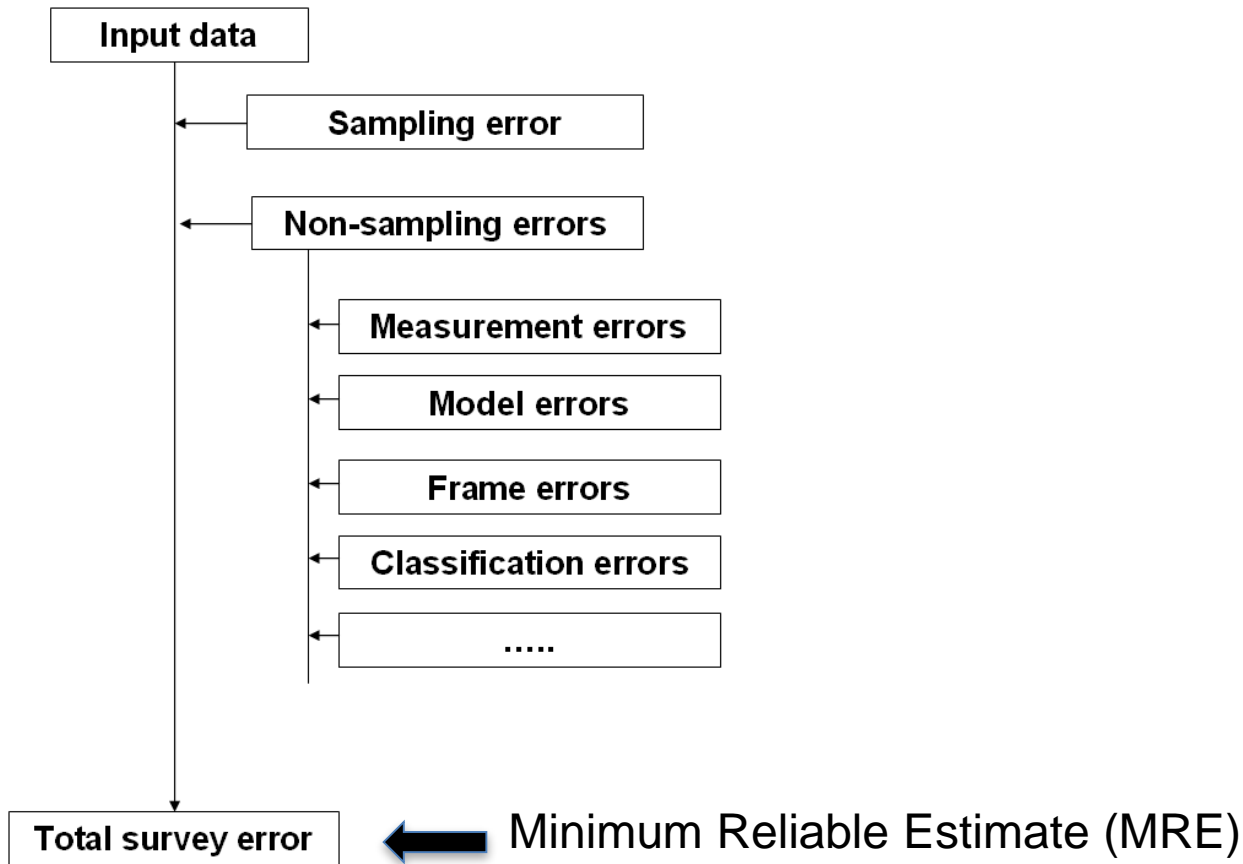 Input data
Sampling error
Non-sampling errors
Measurement errors
Model errors
Frame errors
Classification errors
.....
Total survey error
Minimum Reliable Estimate (MRE)